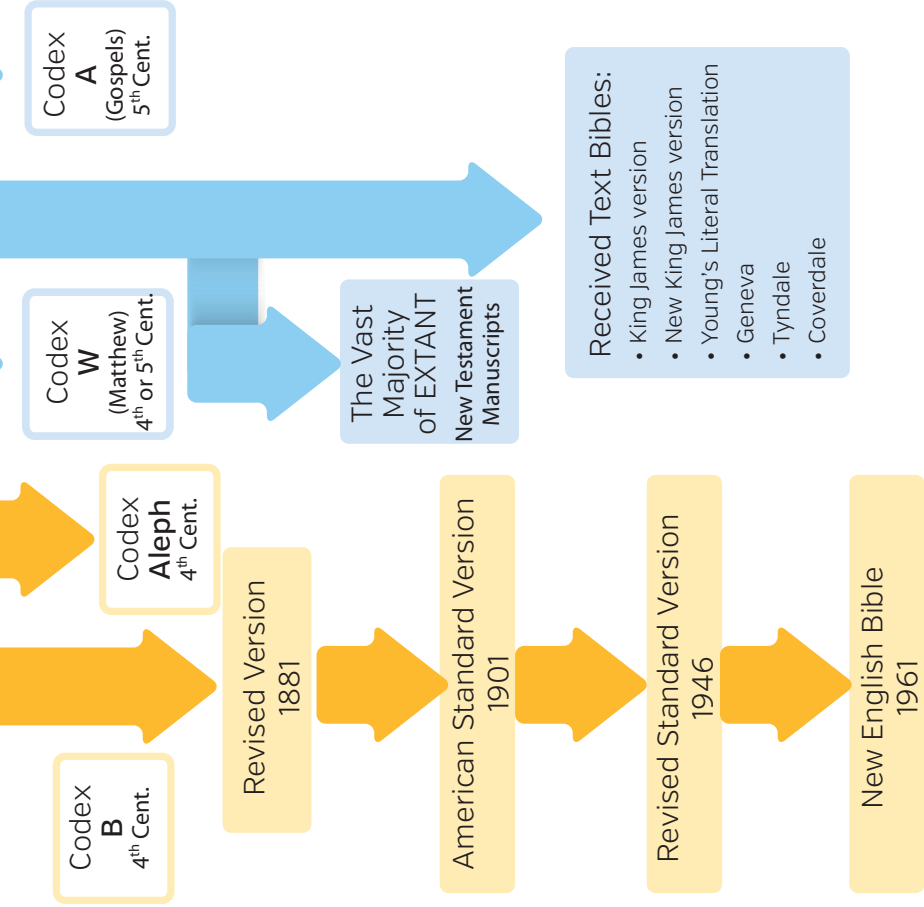 Codex
B
4th Cent.
Codex
Aleph
4th Cent.
Revised Version
1881
American Standard Version
1901
Revised Standard Version
1946
New English Bible
1961
Codex
W
(Matthew)
4th or 5th Cent.
Codex
A
(Gospels)
5th Cent.
The Vast
Majority
of EXTANT
New Testament
Manuscripts
Received Text Bibles:
• King James version
• New King James version
• Young's Literal Translation
• Geneva
• Tyndale
• Coverdale